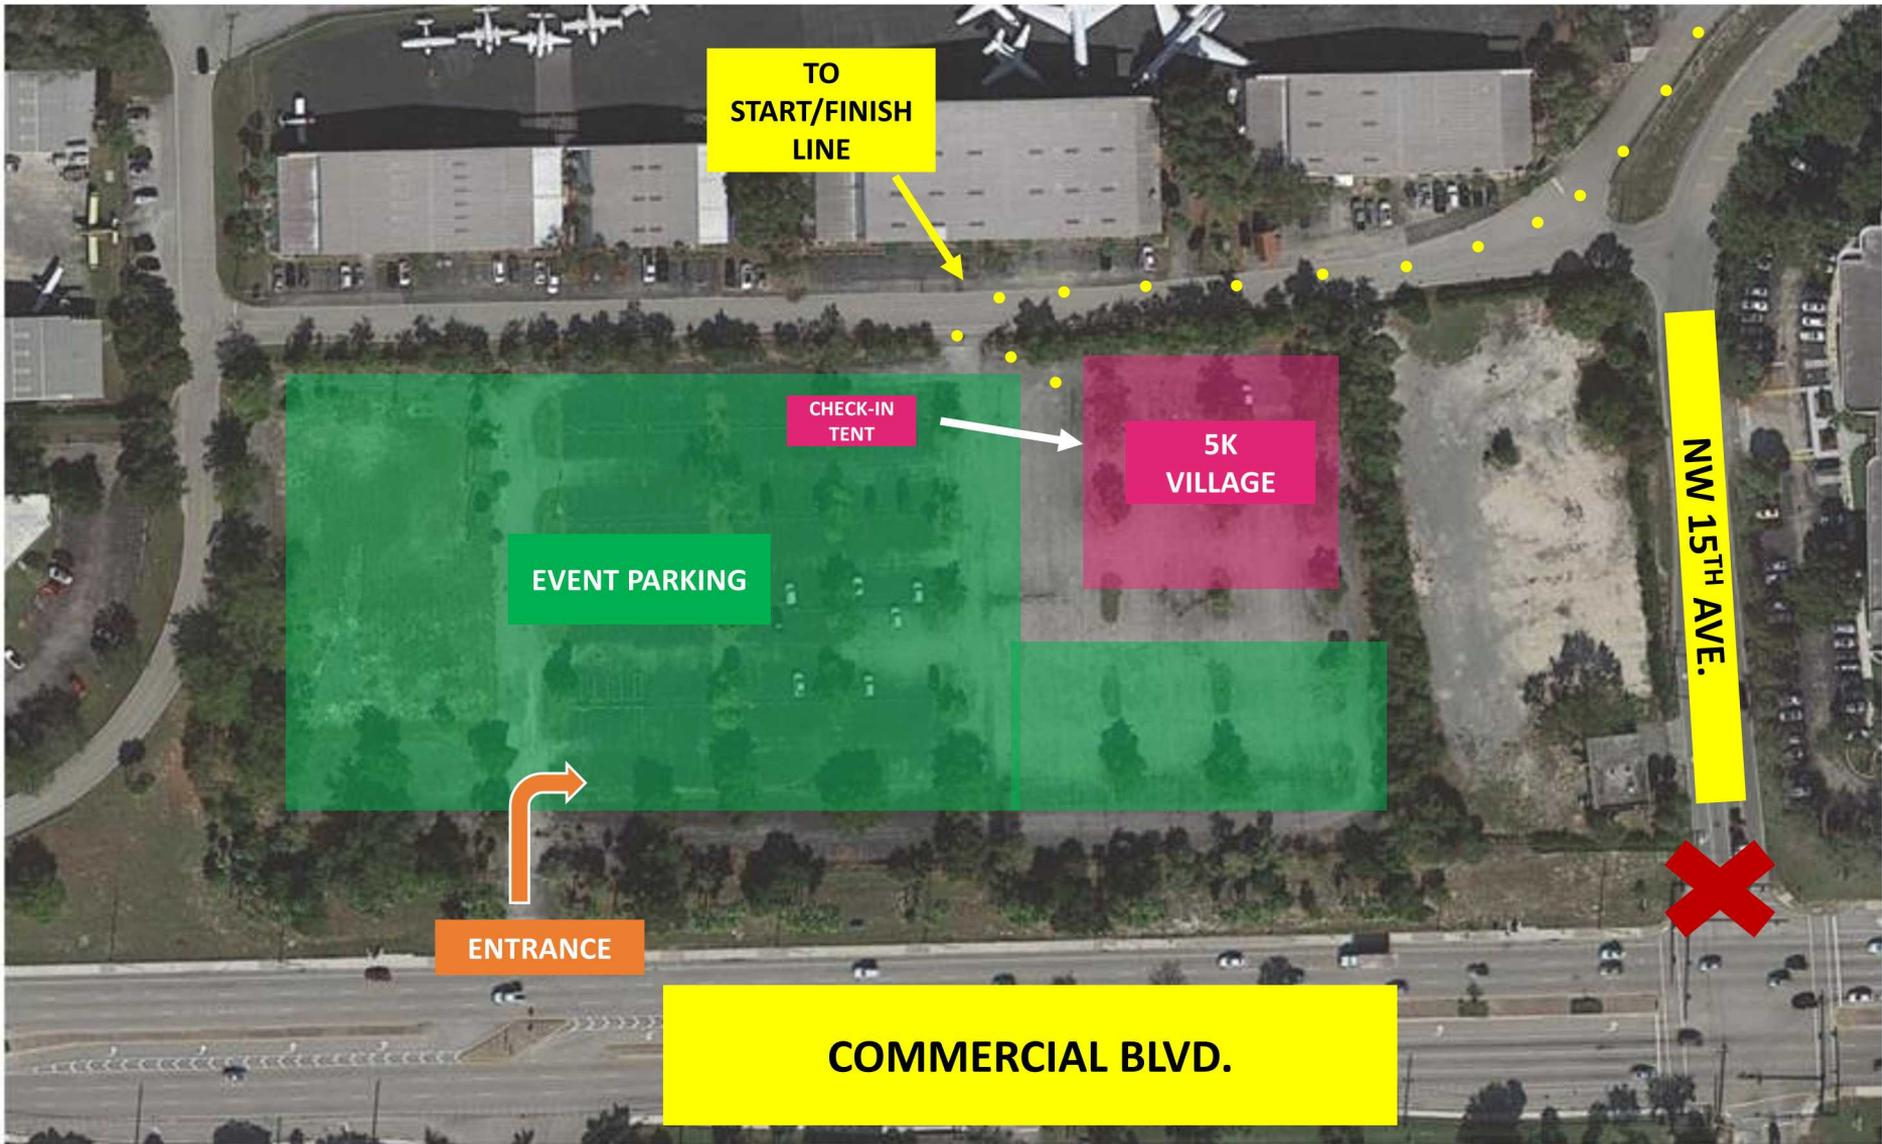 TO
START/FINISH
LINE
CHECK-IN
TENT
5K
VILLAGE
EVENT PARKING
NW 15TH AVE.
ENTRANCE
COMMERCIAL BLVD.